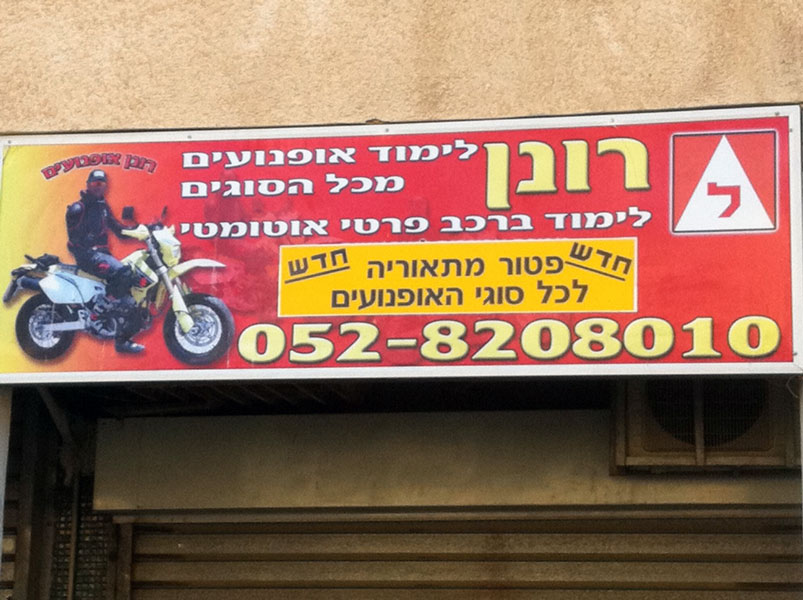 רונן
לימוד אופנועים
מכל הסוגים
ל
רונן אופנועים
לימוד ברכב פרטי אוטומטי
חדש פטור מתאוריה חדש
לכל סוגי האופנועים
052-8208010